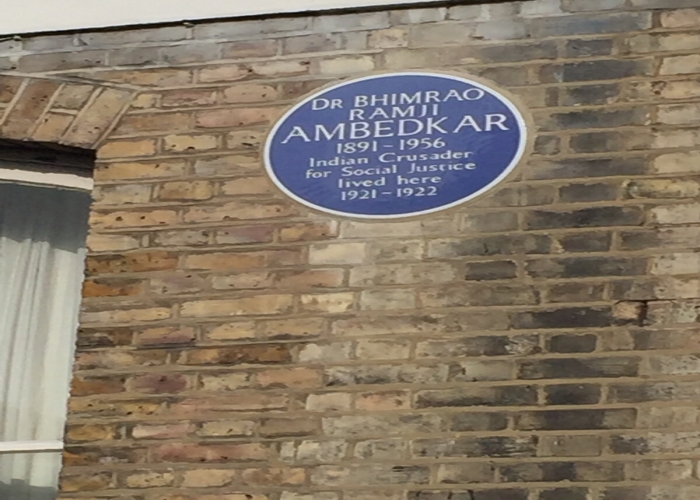 DR BHIMRAO
RAMJI
AMBEDKAR
1891-1956
Indian Crusader
for Social Justice
lived here
1921-1922